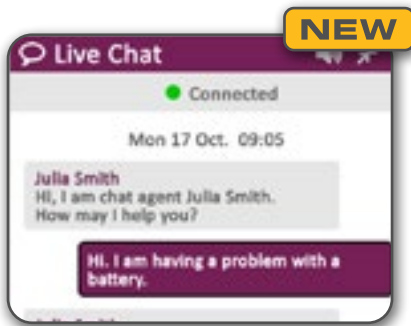 NEW
Live Chat
Connected
Mon 17 Oct. 09:05
Julia Smith
Hi, I am chat agent Julia Smith.
How may I help you?
Hi. I am having a problem with a
battery.